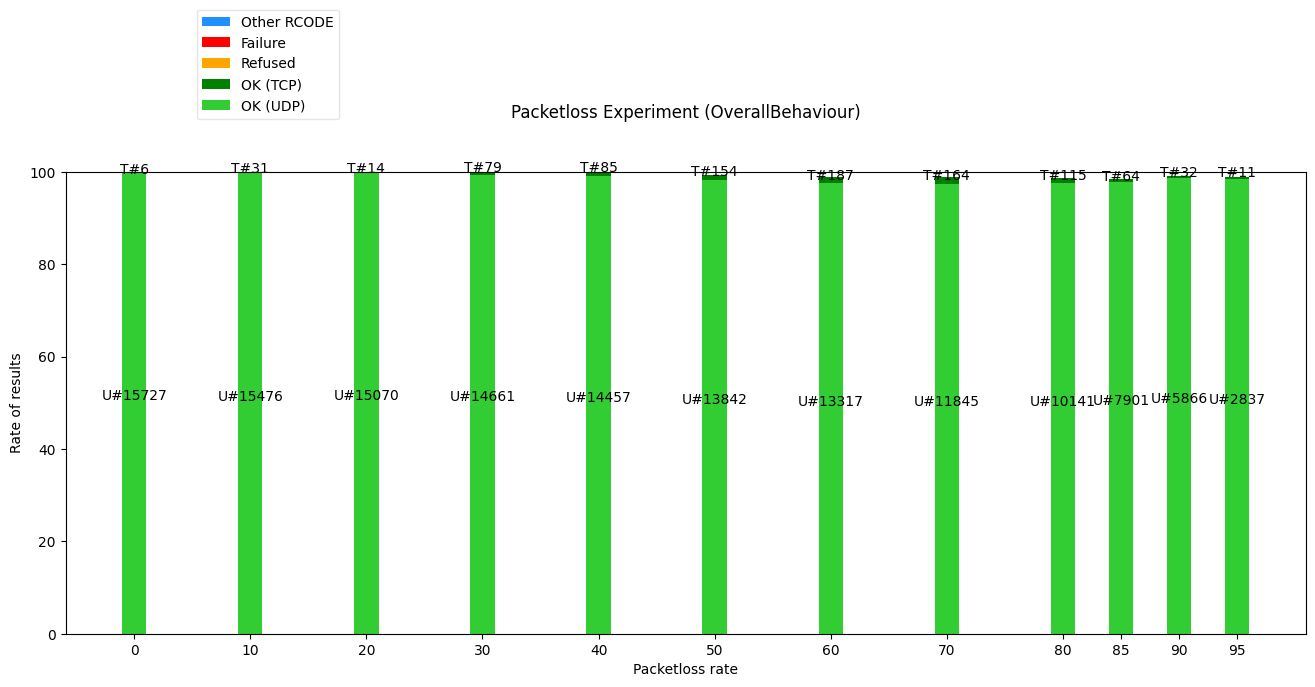 Other RCODE
Failure
Refused
OK (TCP)
OK (UDP)
Packetloss Experiment (OverallBehaviour)
T#6 T#31 T#14 T#79 T#85 T#154 T#187 T#164 T#115 T#64 T#32 T#11
100
80
60
U#15727 U#15476 U#15070 U#14661 U#14457 U#13842 U#13317 U#11845 U#10141 U#7901 U#5866 U#2837
40
20
0
Rate of results
0 10 20 30 40 50 60 70 80 85 90 95
Packetloss rate